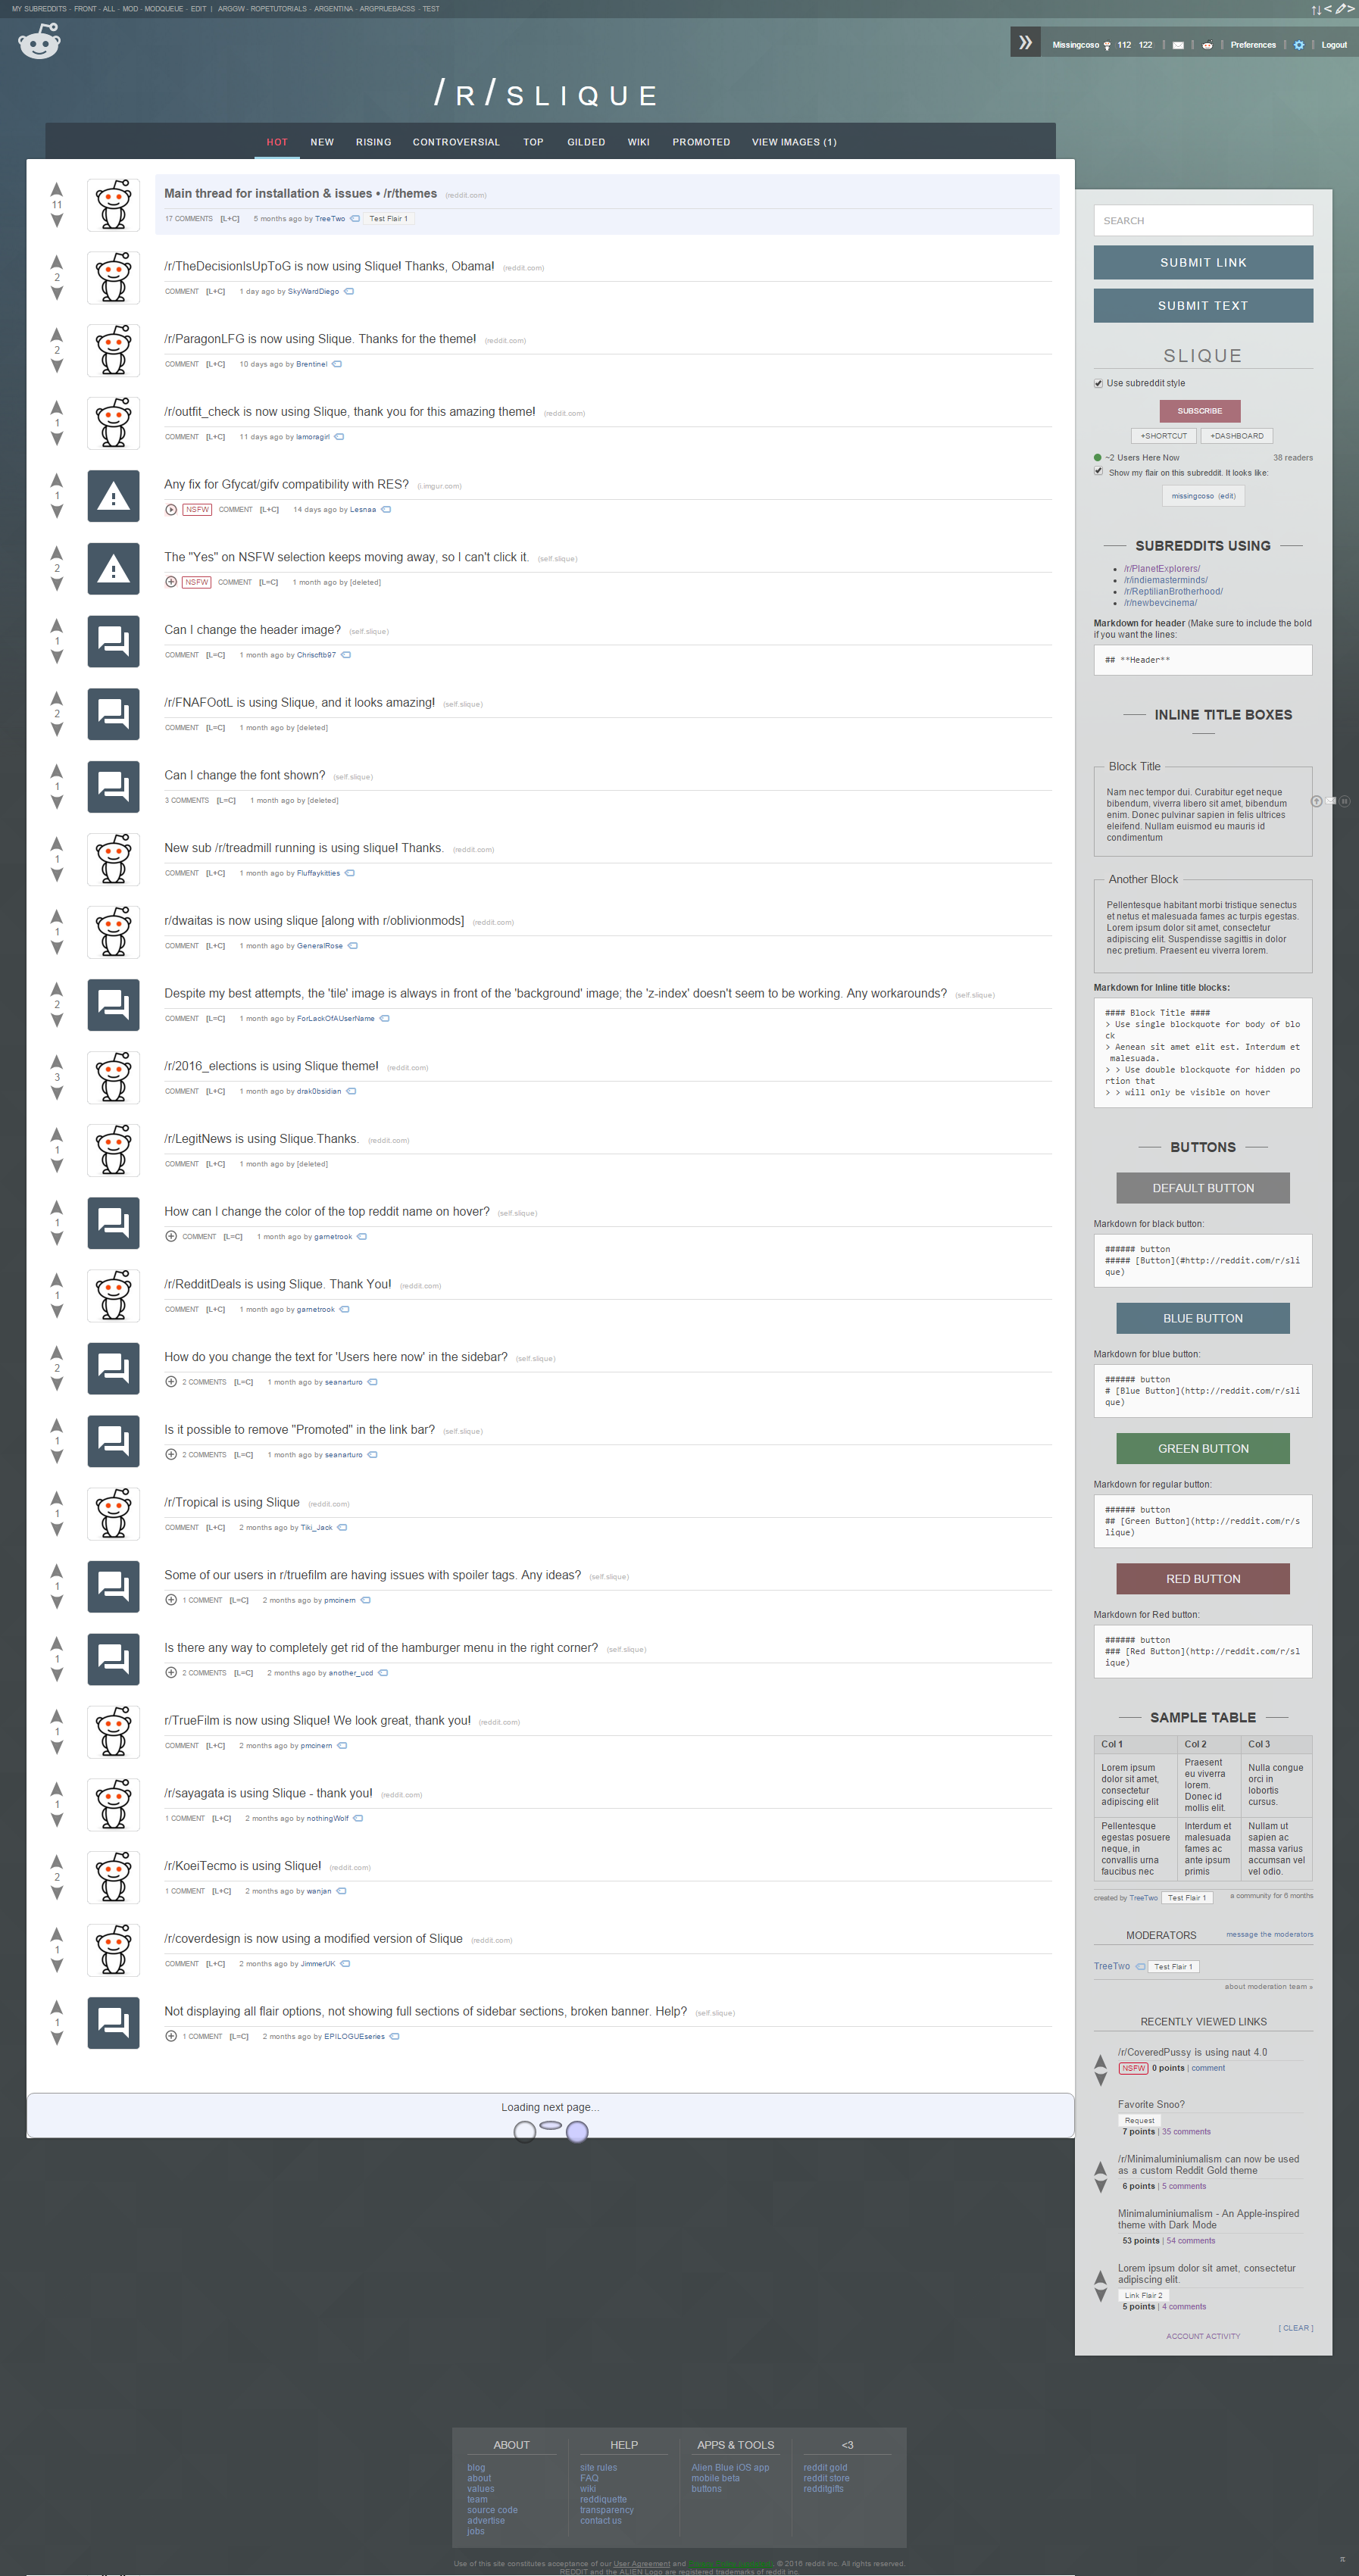 MY SUBREDDITS - FRONT - ALL - MOD - MODQUEUE - EDIT | ARGGW - ROPETUTORIALS - ARGENTINA - ARGPRUEBACSS - TEST
Missingcoso 112 122 | | | Preferences | | Logout
/R/SLIQUE
HOT NEW RISING CONTROVERSIAL TOP GILDED WIKI PROMOTED VIEW IMAGES (1)
11
Main thread for installation & issues • /r/themes (reddit.com)
17 COMMENTS [L+C] 5 months ago by TreeTwo Test Flair 1
2
/r/TheDecisionIsUpToG is now using Slique! Thanks, Obama! (reddit.com)
COMMENT [L+C] 1 day ago by SkyWardDiego
2
/r/ParagonLFG is now using Slique. Thanks for the theme! (reddit.com)
COMMENT [L+C] 10 days ago by Brentinel
1
/r/outfit_check is now using Slique, thank you for this amazing theme! (reddit.com)
COMMENT [L+C] 11 days ago by lamoragirl
1
Any fix for Gfycat/gifv compatibility with RES? (i.imgur.com)
NSFW COMMENT [L+C] 14 days ago by Lesnaa
2
The "Yes" on NSFW selection keeps moving away, so I can't click it. (self.slique)
NSFW COMMENT [L=C] 1 month ago by [deleted]
1
Can I change the header image? (self.slique)
COMMENT [L=C] 1 month ago by Chriscftb97
2
/r/FNAFOotL is using Slique, and it looks amazing! (self.slique)
COMMENT [L=C] 1 month ago by [deleted]
1
Can I change the font shown? (self.slique)
3 COMMENTS [L=C] 1 month ago by [deleted]
1
New sub /r/treadmill running is using slique! Thanks. (reddit.com)
COMMENT [L+C] 1 month ago by Fluffaykitties
1
r/dwaitas is now using slique [along with r/oblivionmods] (reddit.com)
COMMENT [L+C] 1 month ago by GeneralRose
2
Despite my best attempts, the 'tile' image is always in front of the 'background' image; the 'z-index' doesn't seem to be working. Any workarounds? (self.slique)
COMMENT [L=C] 1 month ago by ForLackOfAUserName
3
/r/2016_elections is using Slique theme! (reddit.com)
COMMENT [L+C] 1 month ago by drak0bsidian
1
/r/LegitNews is using Slique.Thanks. (reddit.com)
COMMENT [L+C] 1 month ago by [deleted]
1
How can I change the color of the top reddit name on hover? (self.slique)
COMMENT [L=C] 1 month ago by garnetrook
1
/r/RedditDeals is using Slique. Thank You! (reddit.com)
COMMENT [L+C] 1 month ago by garnetrook
2
How do you change the text for 'Users here now' in the sidebar? (self.slique)
2 COMMENTS [L=C] 1 month ago by seanarturo
1
Is it possible to remove "Promoted" in the link bar? (self.slique)
2 COMMENTS [L=C] 1 month ago by seanarturo
1
/r/Tropical is using Slique (reddit.com)
COMMENT [L+C] 2 months ago by Tiki_Jack
1
Some of our users in r/truefilm are having issues with spoiler tags. Any ideas? (self.slique)
1 COMMENT [L=C] 2 months ago by pmcinern
1
Is there any way to completely get rid of the hamburger menu in the right corner? (self.slique)
2 COMMENTS [L=C] 2 months ago by another_ucd
1
r/TrueFilm is now using Slique! We look great, thank you! (reddit.com)
COMMENT [L+C] 2 months ago by pmcinern
1
/r/sayagata is using Slique - thank you! (reddit.com)
1 COMMENT [L+C] 2 months ago by nothingWolf
2
/r/KoeiTecmo is using Slique! (reddit.com)
1 COMMENT [L+C] 2 months ago by wanjan
1
/r/coverdesign is now using a modified version of Slique (reddit.com)
COMMENT [L+C] 2 months ago by JimmerUK
1
Not displaying all flair options, not showing full sections of sidebar sections, broken banner. Help? (self.slique)
1 COMMENT [L=C] 2 months ago by EPILOGUEseries
Loading next page...
SEARCH
SUBMIT LINK
SUBMIT TEXT
SLIQUE
Use subreddit style
SUBSCRIBE
+SHORTCUT +DASHBOARD
~2 Users Here Now 38 readers
Show my flair on this subreddit. It looks like:
missingcoso (edit)
SUBREDDITS USING
/r/PlanetExplorers/
/r/indiemasterminds/
/r/ReptilianBrotherhood/
/r/newbevcinema/
Markdown for header (Make sure to include the bold
if you want the lines:
## **Header**
INLINE TITLE BOXES
Block Title
Nam nec tempor dui. Curabitur eget neque
bibendum, viverra libero sit amet, bibendum
enim. Donec pulvinar sapien in felis ultrices
eleifend. Nullam euismod eu mauris id
condimentum
Another Block
Pellentesque habitant morbi tristique senectus
et netus et malesuada fames ac turpis egestas.
Lorem ipsum dolor sit amet, consectetur
adipiscing elit. Suspendisse sagittis in dolor
nec pretium. Praesent eu viverra lorem.
Markdown for Inline title blocks:
#### Block Title ####
> Use single blockquote for body of blo
ck
> Aenean sit amet elit est. Interdum et
malesuada.
> > Use double blockquote for hidden po
rtion that
> > will only be visible on hover
BUTTONS
DEFAULT BUTTON
Markdown for black button:
###### button
##### [Button](#http://reddit.com/r/sli
que)
BLUE BUTTON
Markdown for blue button:
###### button
# [Blue Button](http://reddit.com/r/sli
que)
GREEN BUTTON
Markdown for regular button:
###### button
## [Green Button](http://reddit.com/r/s
lique)
RED BUTTON
Markdown for Red button:
###### button
### [Red Button](http://reddit.com/r/sl
ique)
SAMPLE TABLE
Col 1 Col 2 Col 3
Lorem ipsum
dolor sit amet,
consectetur
adipiscing elit
Praesent
eu viverra
lorem.
Donec id
mollis elit.
Nulla congue
orci in
lobortis
cursus.
Pellentesque
egestas posuere
neque, in
convallis urna
faucibus nec
Interdum et
malesuada
fames ac
ante ipsum
primis
Nullam ut
sapien ac
massa varius
accumsan vel
vel odio.
created by TreeTwo Test Flair 1 a community for 6 months
MODERATORS message the moderators
TreeTwo Test Flair 1
about moderation team »
RECENTLY VIEWED LINKS
/r/CoveredPussy is using naut 4.0
NSFW 0 points | comment
Favorite Snoo?
Request
7 points | 35 comments
/r/Minimaluminiumalism can now be used
as a custom Reddit Gold theme
6 points | 5 comments
Minimaluminiumalism - An Apple-inspired
theme with Dark Mode
53 points | 54 comments
Lorem ipsum dolor sit amet, consectetur
adipiscing elit.
Link Flair 2
5 points | 4 comments
[ CLEAR ]
ACCOUNT ACTIVITY
ABOUT
blog
about
values
team
source code
advertise
jobs
HELP
site rules
FAQ
wiki
reddiquette
transparency
contact us
APPS & TOOLS
Alien Blue iOS app
mobile beta
buttons
<3
reddit gold
reddit store
redditgifts
Use of this site constitutes acceptance of our User Agreement and © 2016 reddit inc. All rights reserved.
REDDIT and the ALIEN Logo are registered trademarks of reddit inc.
π